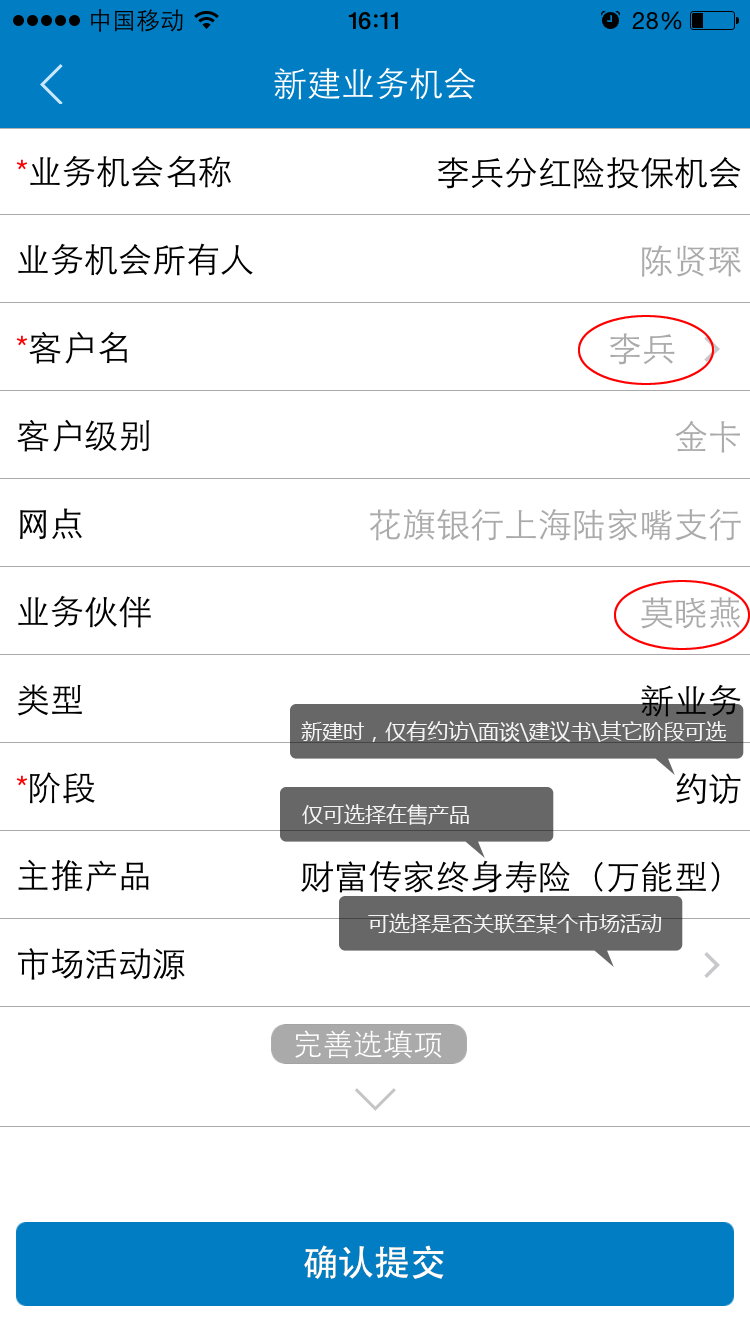 中国移动 16:11 28%
新建业务机会
*业务机会名称 李兵分红险投保机会
业务机会所有人 陈贤琛
*客户名 李兵
客户级别 金卡
网点 花旗银行上海陆家嘴支行
业务伙伴 莫晓燕
类型 新业务
新建时，仅有约访\面谈\建议书\其它阶段可选
*阶段 约访
仅可选择在售产品
主推产品 财富传家终身寿险（万能型）
可选择是否关联至某个市场活动
市场活动源
完善选填项
确认提交